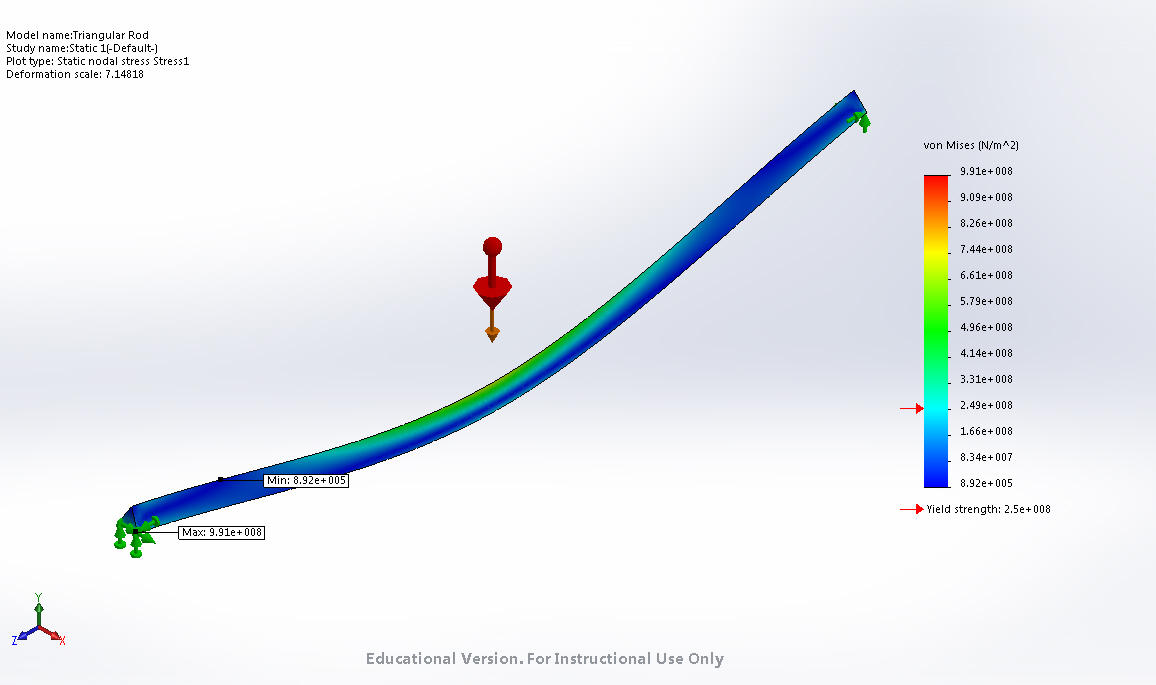 Model name:Triangular Rod
Study name:Static 1(-Default-)
Plot type: Static nodal stress Stress1
Deformation scale: 7.14818
von Mises (N/m^2)
9.91e+008
9.09e+008
8.26e+008
7.44e+008
6.61e+008
5.79e+008
4.96e+008
4.14e+008
3.31e+008
2.49e+008
1.66e+008
8.34e+007
8.92e+005
Yield strength: 2.5e+008
Min: 8.92e+005
Max: 9.91e+008
Y
Z
X
Educational Version. For Instructional Use Only